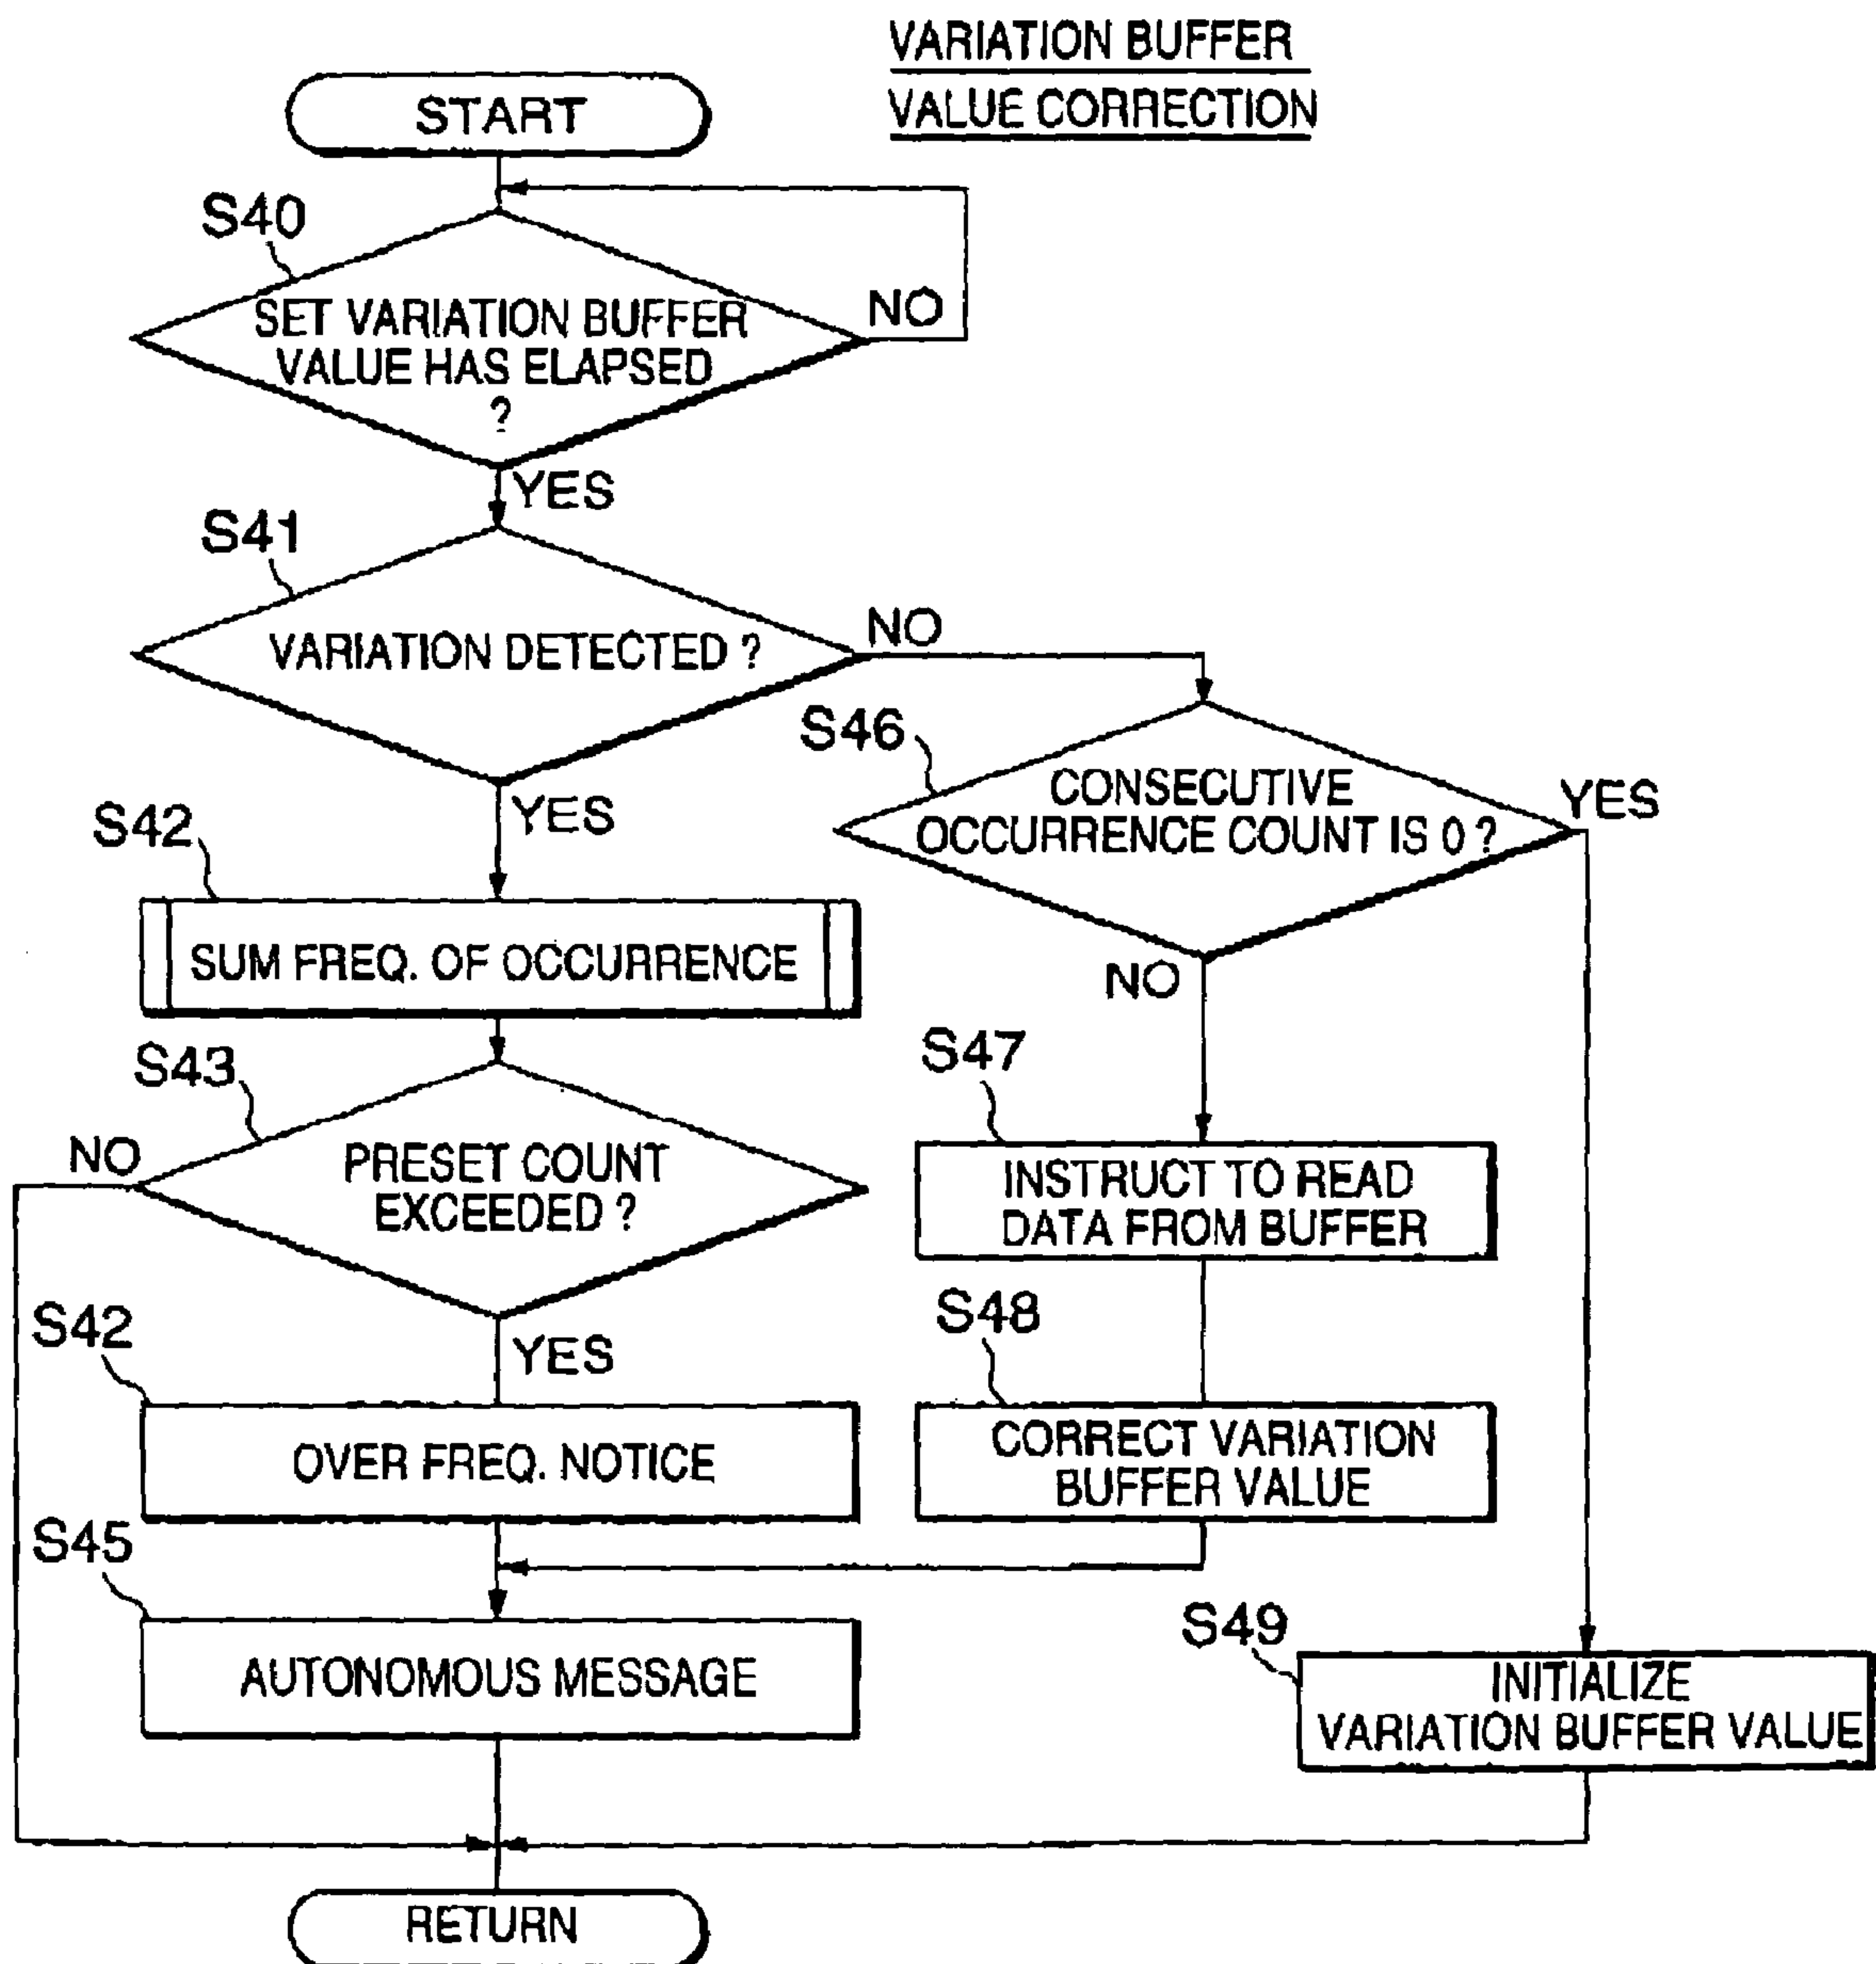 VARIATION BUFFER
VALUE CORRECTION
START
S40
SET VARIATION BUFFER
VALUE HAS ELAPSED
?
NO
YES
S41
VARIATION DETECTED ?
NO
YES
S46
CONSECUTIVE
OCCURRENCE COUNT IS 0 ?
YES
NO
S42
SUM FREQ. OF OCCURRENCE
S43
PRESET COUNT
EXCEEDED ?
NO
YES
S47
INSTRUCT TO READ
DATA FROM BUFFER
S42
OVER FREQ. NOTICE
S48
CORRECT VARIATION
BUFFER VALUE
S45
AUTONOMOUS MESSAGE
S49
INITIALIZE
VARIATION BUFFER VALUE
RETURN